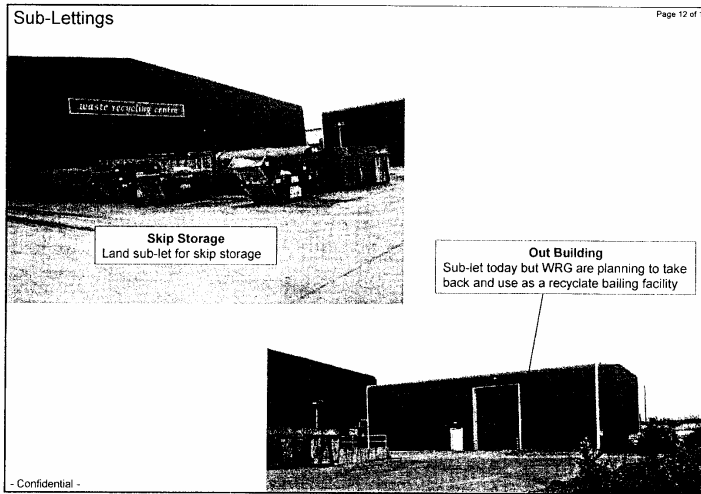 Sub-Lettings
Page 12 of 1
waste recycling centre
Skip Storage
Land sub-let for skip storage
Out Building
Sub-let today but WRG are planning to take
back and use as a recyclate bailing facility
- Confidential -